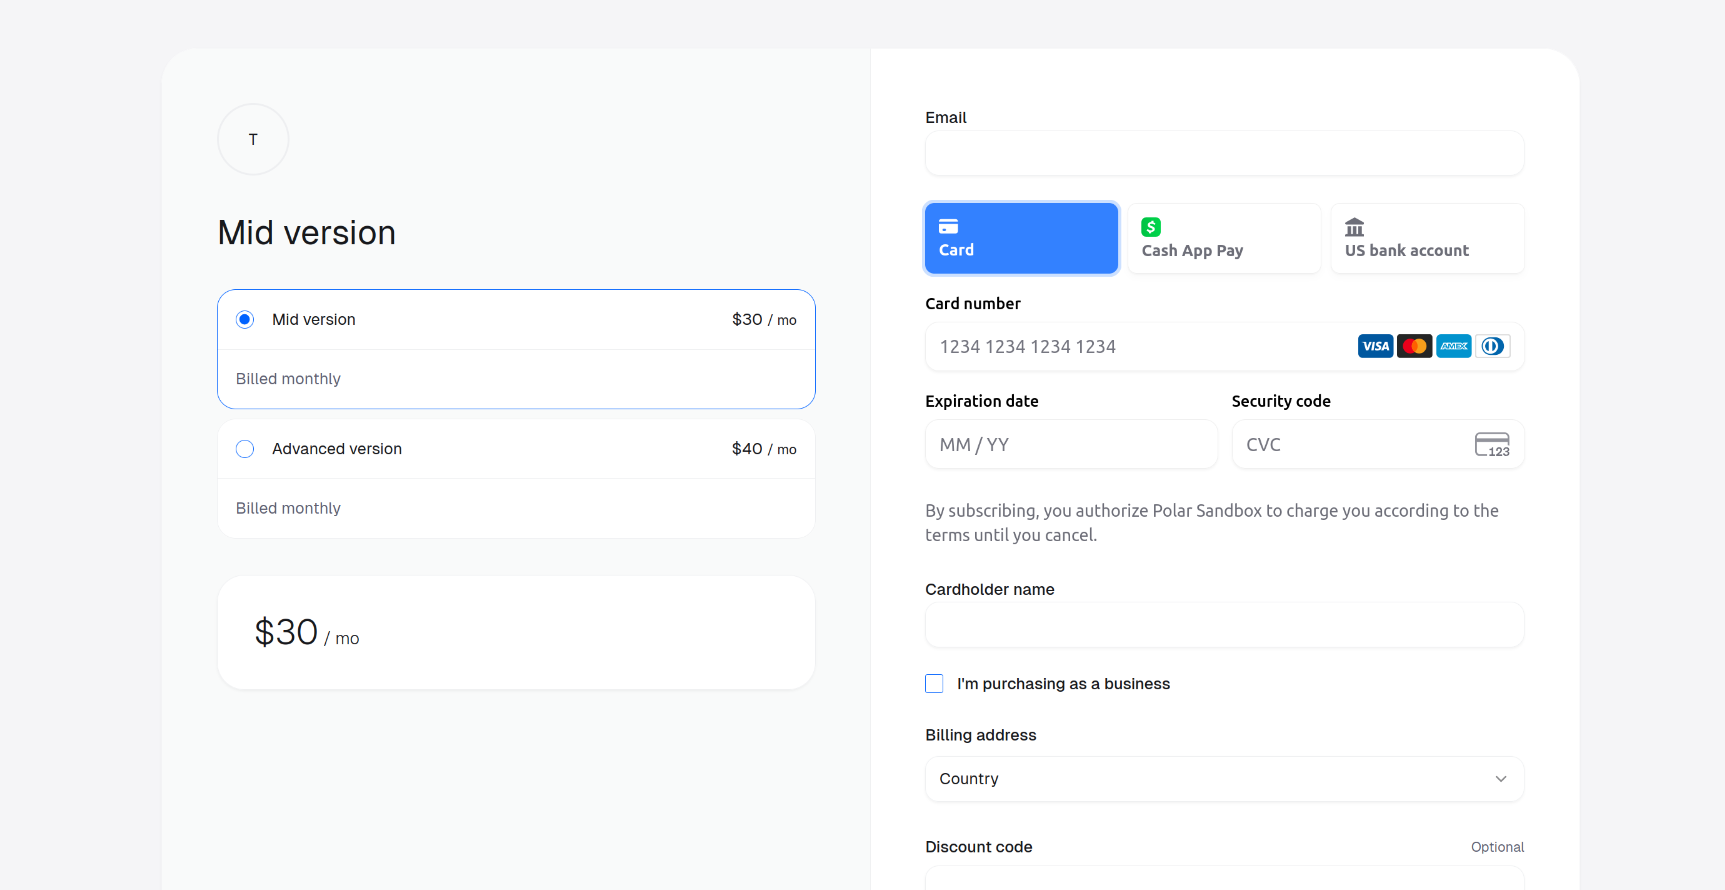 T
Mid version
Mid version $30 / mo
Billed monthly
Advanced version $40 / mo
Billed monthly
$30 / mo
Email
Card
Cash App Pay
US bank account
Card number
1234 1234 1234 1234 VISA AMEX
Expiration date Security code
MM / YY CVC 123
By subscribing, you authorize Polar Sandbox to charge you according to the
terms until you cancel.
Cardholder name
I'm purchasing as a business
Billing address
Country
Discount code Optional